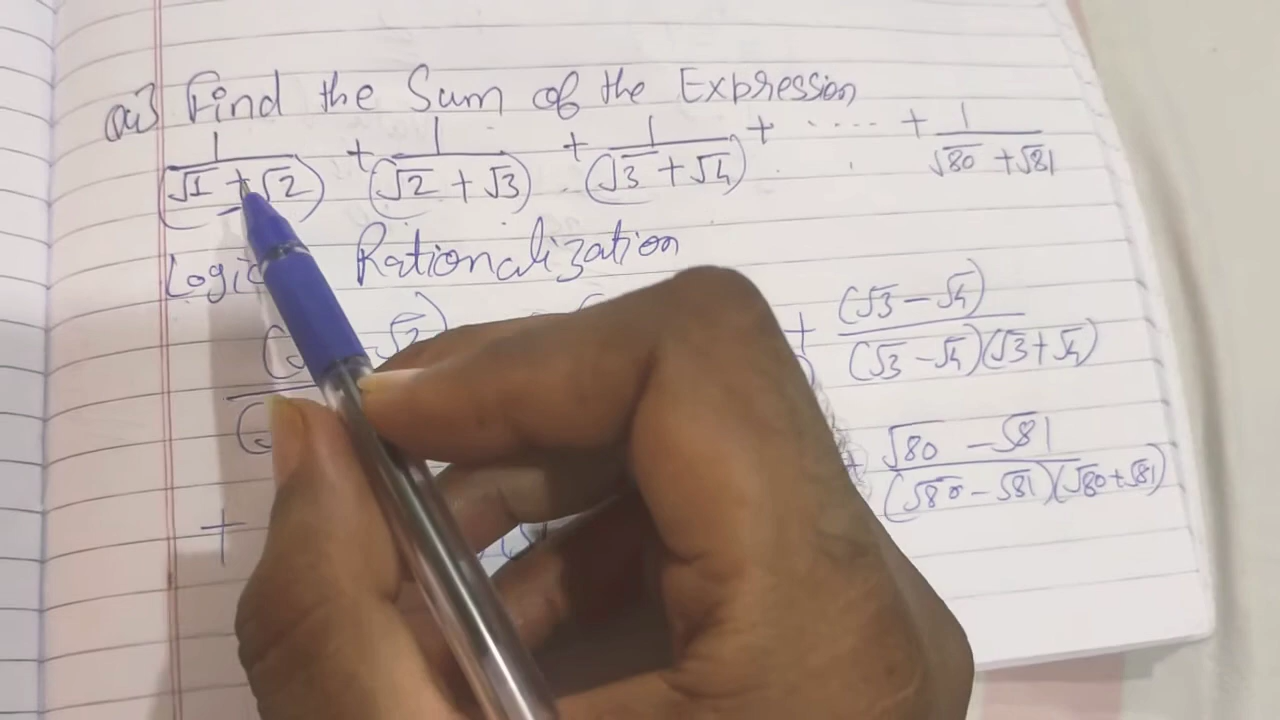 Find the Sum of the Expression
1/(√1 + √2) + 1/(√2 + √3) + 1/(√3 + √4) + ..... + 1/√80 + √81
Logic Rationalization
√2) + (√3 - √4)/(√3 - √4)(√3 + √4)
+ √80 - √81/(√80 - √81)(√80 + √81)
+